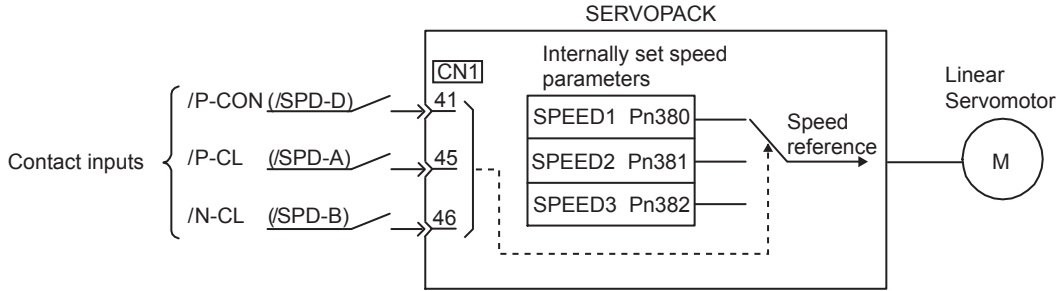 SERVOPACK
Internally set speed
parameters
CN1
Linear
Servomotor
/P-CON (/SPD-D) 41
SPEED1 Pn380
Speed
reference
Contact inputs
/P-CL (/SPD-A) 45
SPEED2 Pn381
M
/N-CL (/SPD-B) 46
SPEED3 Pn382